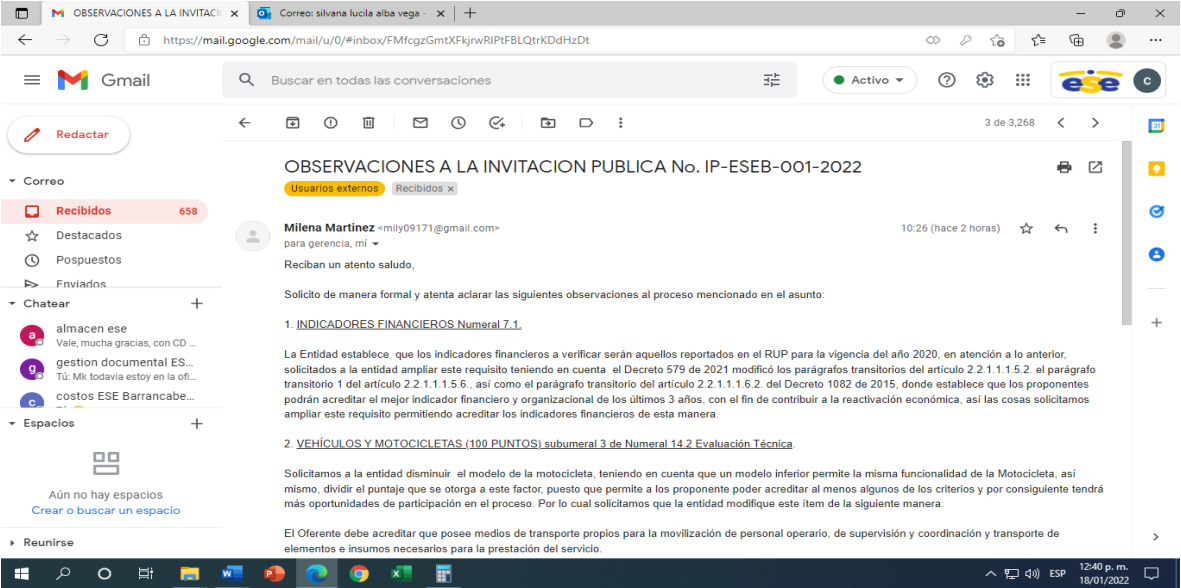 OBSERVACIONES A LA INVITACI
Correo: silvana lucila alba vega -
https://mail.google.com/mail/u/0/#inbox/FMfcgzGmtXFkjrwRIPtFBLQtrKDdHzDt
Gmail
Buscar en todas las conversaciones
Activo
ese
c
Redactar
3 de 3,268
31
Correo
Recibidos 658
Destacados
Pospuestos
Enviados
Chatear
a
almacen ese
Vale, mucha gracias, con CD ...
g
gestion documental ES...
Tú: Mk todavia estoy en la ofi...
c
costos ESE Barrancabe...
Espacios
Aún no hay espacios
Crear o buscar un espacio
Reunirse
OBSERVACIONES A LA INVITACION PUBLICA No. IP-ESEB-001-2022
Usuarios externos Recibidos x
Milena Martinez <mily09171@gmail.com>
10:26 (hace 2 horas)
para gerencia, mí
Reciban un atento saludo,
Solicito de manera formal y atenta aclarar las siguientes observaciones al proceso mencionado en el asunto:
1. INDICADORES FINANCIEROS Numeral 7.1.
La Entidad establece que los indicadores financieros a verificar serán aquellos reportados en el RUP para la vigencia del año 2020, en atención a lo anterior,
solicitados a la entidad ampliar este requisito teniendo en cuenta el Decreto 579 de 2021 modificó los parágrafos transitorios del artículo 2.2.1.1.1.5.2. el parágrafo
transitorio 1 del artículo 2.2.1.1.1.5.6., así como el parágrafo transitorio del artículo 2.2.1.1.1.6.2. del Decreto 1082 de 2015, donde establece que los proponentes
podrán acreditar el mejor indicador financiero y organizacional de los últimos 3 años, con el fin de contribuir a la reactivación económica, así las cosas solicitamos
ampliar este requisito permitiendo acreditar los indicadores financieros de esta manera.
2. VEHÍCULOS Y MOTOCICLETAS (100 PUNTOS) subumeral 3 de Numeral 14.2 Evaluación Técnica.
Solicitamos a la entidad disminuir el modelo de la motocicleta, teniendo en cuenta que un modelo inferior permite la misma funcionalidad de la Motocicleta, así
mismo, dividir el puntaje que se otorga a este factor, puesto que permite a los proponente poder acreditar al menos algunos de los criterios y por consiguiente tendrá
más oportunidades de participación en el proceso. Por lo cual solicitamos que la entidad modifique este ítem de la siguiente manera:
El Oferente debe acreditar que posee medios de transporte propios para la movilización de personal operario, de supervisión y coordinación y transporte de
elementos e insumos necesarios para la prestación del servicio.
ESP
12:40 p. m.
18/01/2022